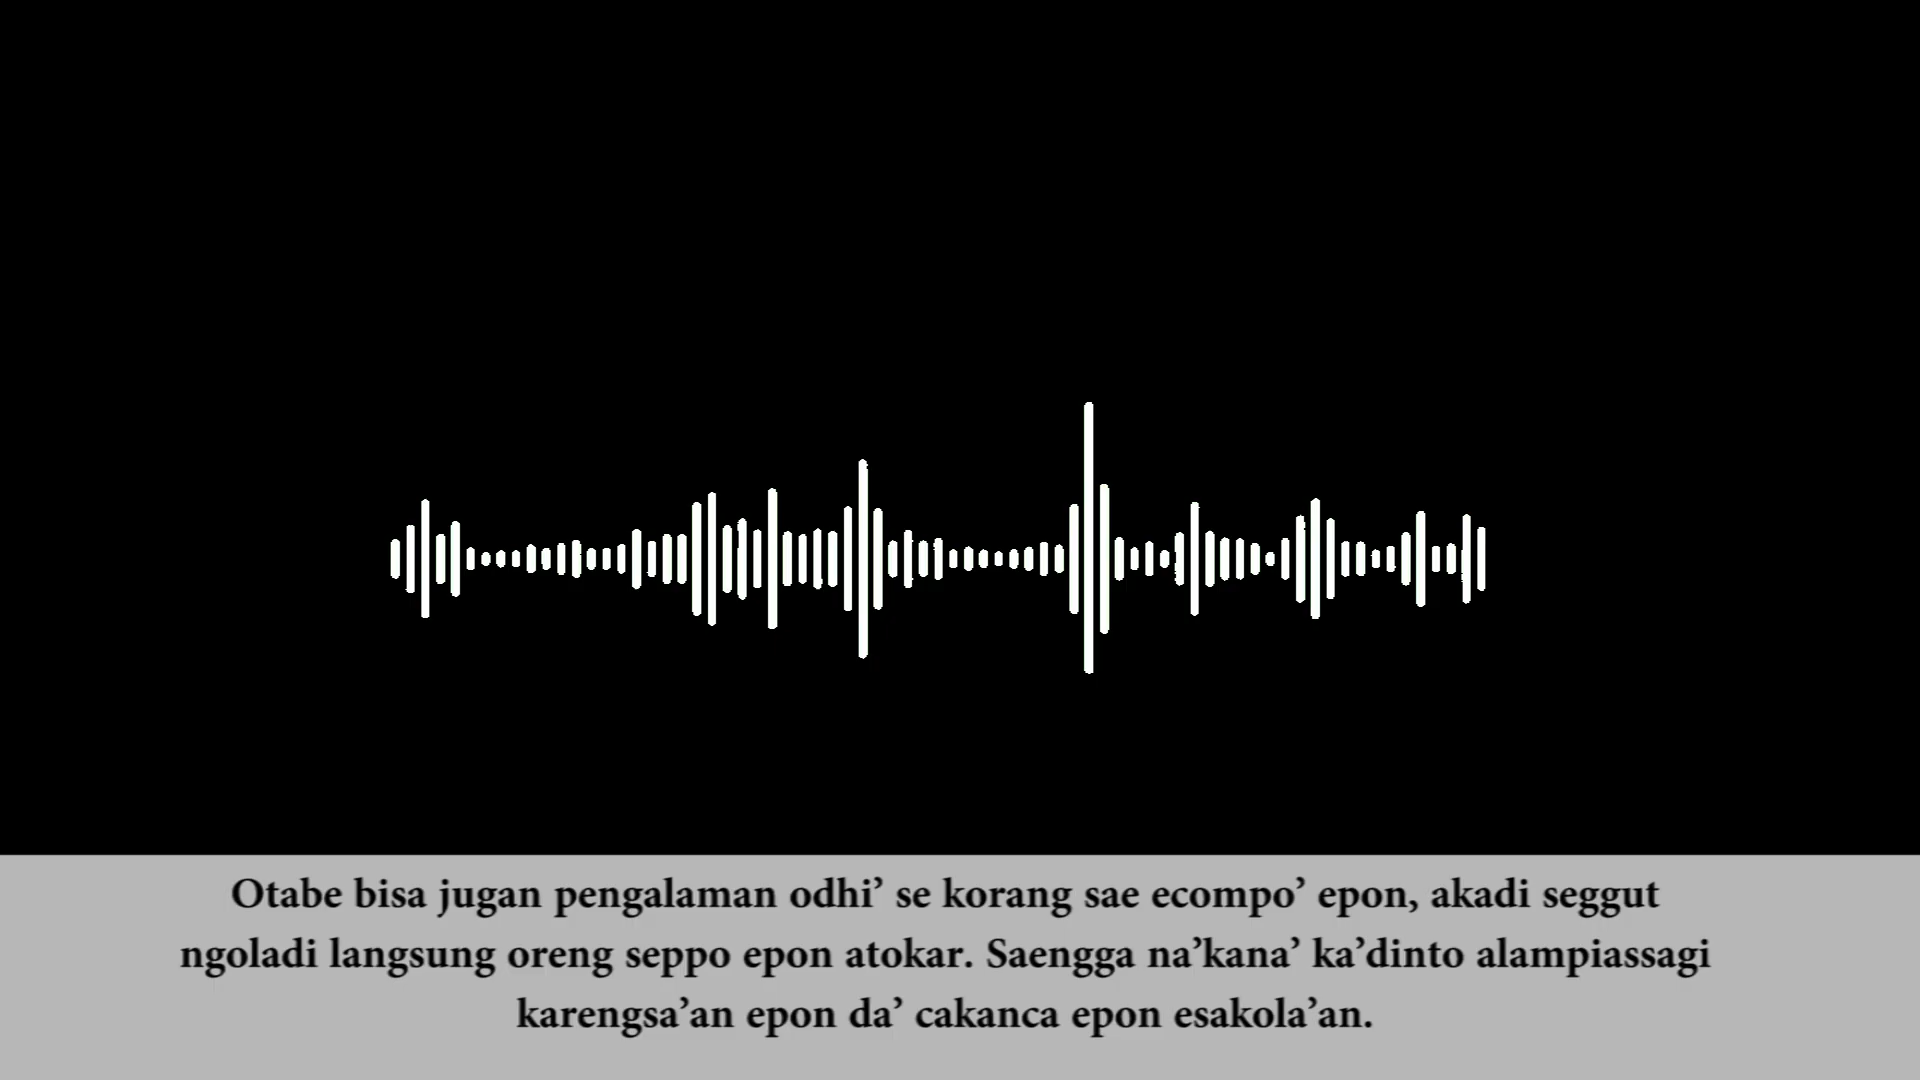 Otabe bisa jugan pengalaman odhi’ se korang sae ecompo’ epon, akadi seggut
ngoladi langsung oreng seppo epon atokar. Saengga na’kana’ ka’dinto alampiassagi
karengsa’an epon da’ cakanca epon esakola’an.